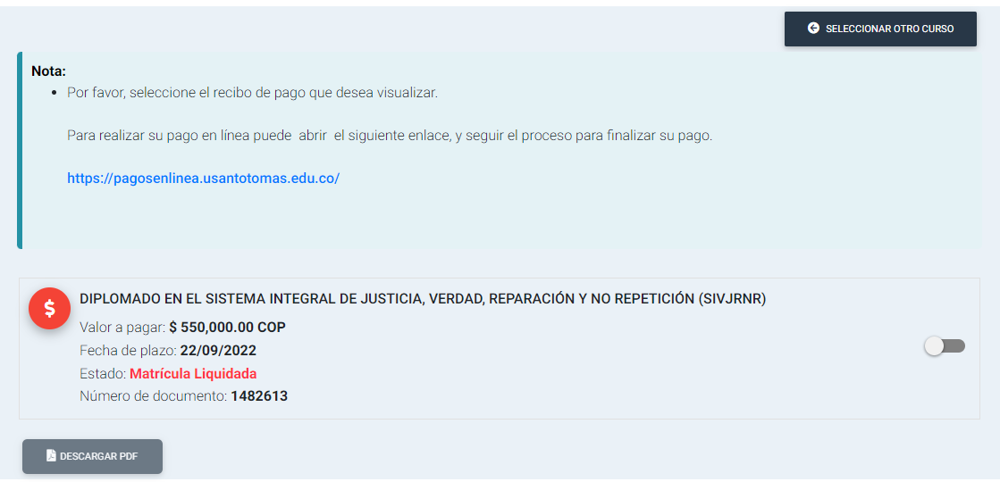 SELECCIONAR OTRO CURSO
Nota:
Por favor, seleccione el recibo de pago que desea visualizar.
Para realizar su pago en línea puede abrir el siguiente enlace, y seguir el proceso para finalizar su pago.
https://pagosenlinea.usantotomas.edu.co/
DIPLOMADO EN EL SISTEMA INTEGRAL DE JUSTICIA, VERDAD, REPARACIÓN Y NO REPETICIÓN (SIVJRNR)
Valor a pagar: $ 550,000.00 COP
Fecha de plazo: 22/09/2022
Estado: Matrícula Liquidada
Número de documento: 1482613
DESCARGAR PDF